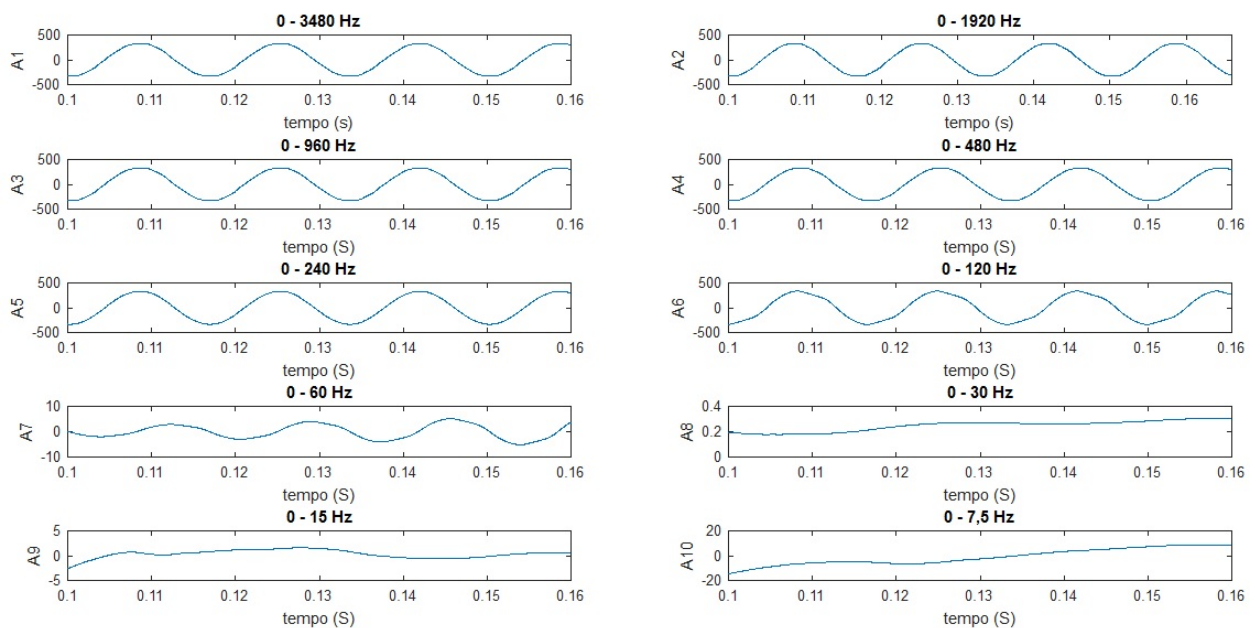 0 - 3480 Hz
A1
500
0
-500
0.1 0.11 0.12 0.13 0.14 0.15 0.16
tempo (s)
0 - 1920 Hz
A2
500
0
-500
0.1 0.11 0.12 0.13 0.14 0.15 0.16
tempo (s)
0 - 960 Hz
A3
500
0
-500
0.1 0.11 0.12 0.13 0.14 0.15 0.16
tempo (S)
0 - 480 Hz
A4
500
0
-500
0.1 0.11 0.12 0.13 0.14 0.15 0.16
tempo (S)
0 - 240 Hz
A5
500
0
-500
0.1 0.11 0.12 0.13 0.14 0.15 0.16
tempo (S)
0 - 120 Hz
A6
500
0
-500
0.1 0.11 0.12 0.13 0.14 0.15 0.16
tempo (S)
0 - 60 Hz
A7
10
0
-10
0.1 0.11 0.12 0.13 0.14 0.15 0.16
tempo (S)
0 - 30 Hz
A8
0.4
0.2
0
0.1 0.11 0.12 0.13 0.14 0.15 0.16
tempo (S)
0 - 15 Hz
A9
5
0
-5
0.1 0.11 0.12 0.13 0.14 0.15 0.16
tempo (S)
0 - 7,5 Hz
A10
20
0
-20
0.1 0.11 0.12 0.13 0.14 0.15 0.16
tempo (S)